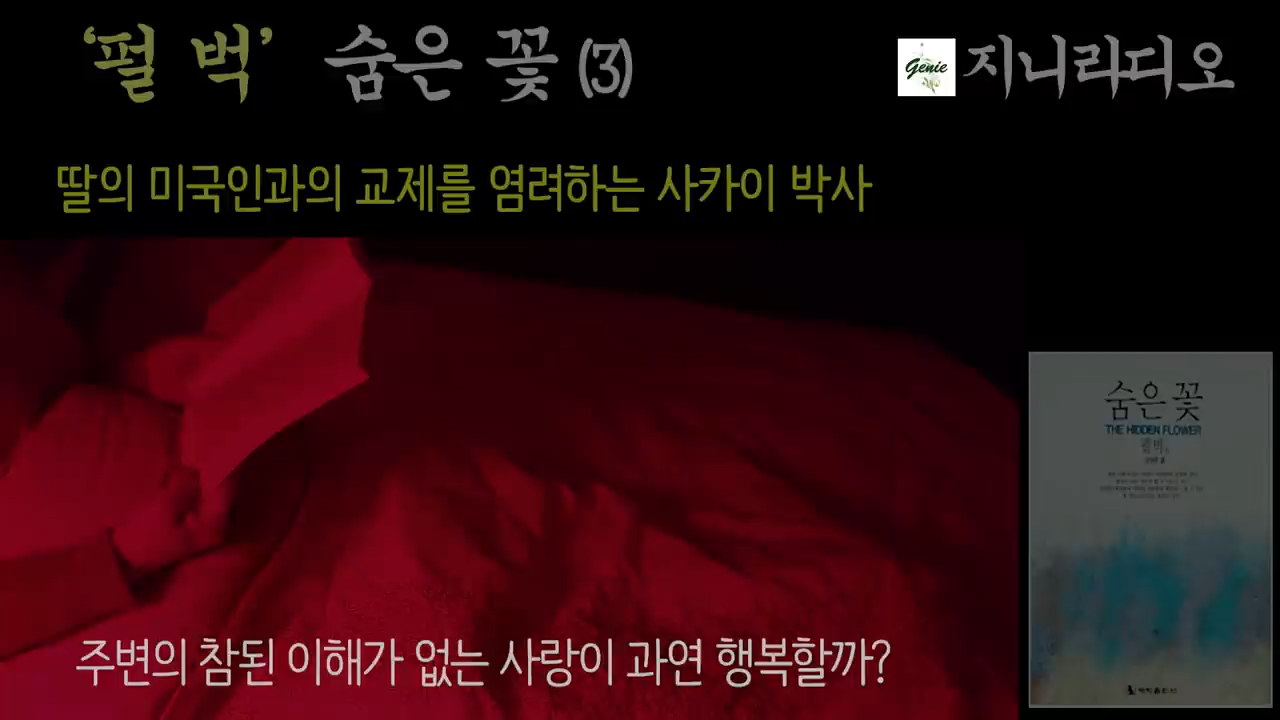 ‘펄 벅’ 숨은 꽃 (3)
Genie 지니라디오
딸의 미국인과의 교제를 염려하는 사카이 박사
숨은 꽃
THE HIDDEN FLOWER
펄 벅
주변의 참된 이해가 없는 사랑이 과연 행복할까?